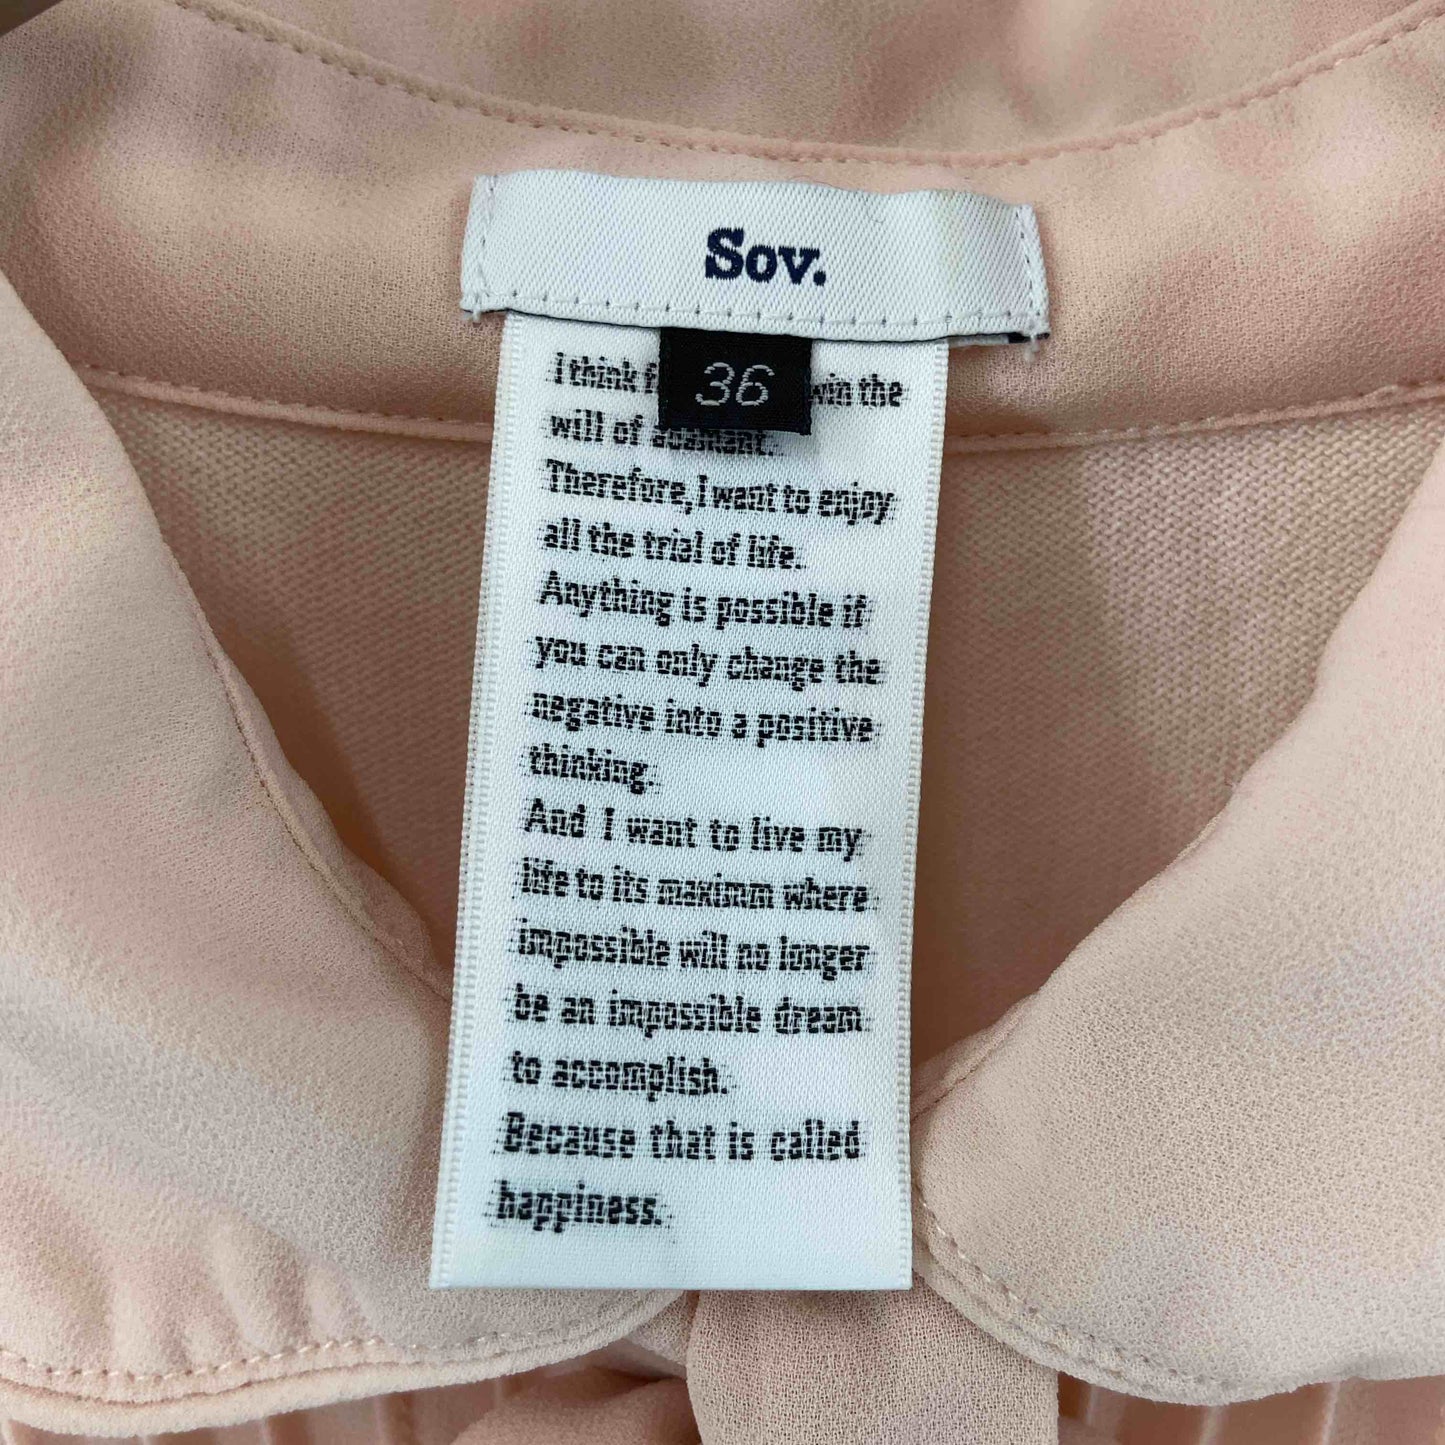 Sov.
36
I think win the
will of adamant.
Therefore, I want to enjoy
all the trial of life.
Anything is possible if
you can only change the
negative into a positive
thinking.
And I want to live my
life to its maximm where
impossible will no longer
be an impossible dream
to accomplish.
Because that is called
happiness.